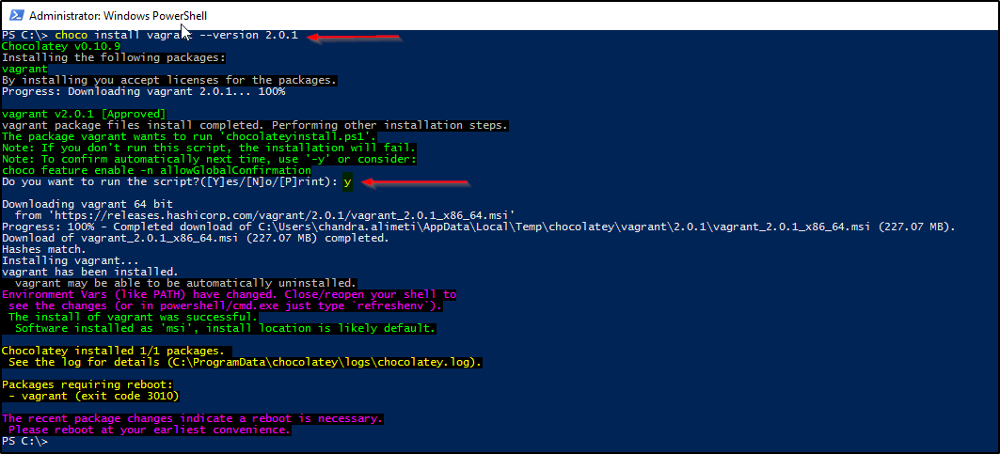 Administrator: Windows PowerShell
PS C:\> choco install vagrant --version 2.0.1
Chocolatey v0.10.9
Installing the following packages:
vagrant
By installing you accept licenses for the packages.
Progress: Downloading vagrant 2.0.1... 100%
vagrant v2.0.1 [Approved]
vagrant package files install completed. Performing other installation steps.
The package vagrant wants to run 'chocolateyinstall.ps1'.
Note: If you don't run this script, the installation will fail.
Note: To confirm automatically next time, use '-y' or consider:
choco feature enable -n allowGlobalConfirmation
Do you want to run the script?([Y]es/[N]o/[P]rint): y
Downloading vagrant 64 bit
from 'https://releases.hashicorp.com/vagrant/2.0.1/vagrant_2.0.1_x86_64.msi'
Progress: 100% - Completed download of C:\Users\chandra.alimeti\AppData\Local\Temp\chocolatey\vagrant\2.0.1\vagrant_2.0.1_x86_64.msi (227.07 MB).
Download of vagrant_2.0.1_x86_64.msi (227.07 MB) completed.
Hashes match.
Installing vagrant...
vagrant has been installed.
vagrant may be able to be automatically uninstalled.
Environment Vars (like PATH) have changed. Close/reopen your shell to
see the changes (or in powershell/cmd.exe just type `refreshenv`).
The install of vagrant was successful.
Software installed as 'msi', install location is likely default.
Chocolatey installed 1/1 packages.
See the log for details (C:\ProgramData\chocolatey\logs\chocolatey.log).
Packages requiring reboot:
- vagrant (exit code 3010)
The recent package changes indicate a reboot is necessary.
Please reboot at your earliest convenience.
PS C:\>